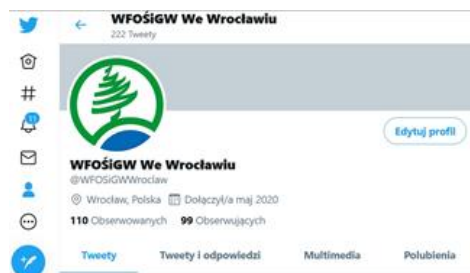 WFOŚiGW We Wrocławiu
222 Tweety
11
Edytuj profil
WFOŚiGW We Wrocławiu
@WFOSiGWWroclaw
Wrocław, Polska Dołączył/a maj 2020
110 Obserwowanych 99 Obserwujących
Tweety Tweety i odpowiedzi Multimedia Polubienia